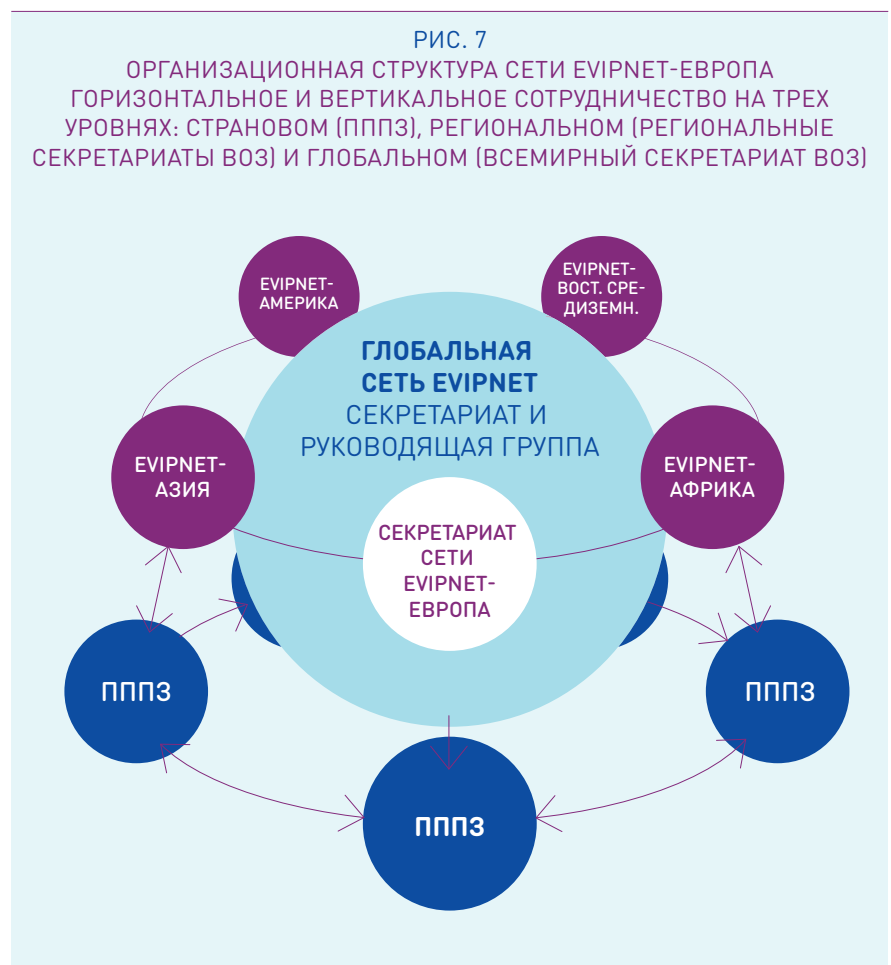 РИС. 7
ОРГАНИЗАЦИОННАЯ СТРУКТУРА СЕТИ EVIPNET-ЕВРОПА
ГОРИЗОНТАЛЬНОЕ И ВЕРТИКАЛЬНОЕ СОТРУДНИЧЕСТВО НА ТРЕХ
УРОВНЯХ: СТРАНОВОМ (ПППЗ), РЕГИОНАЛЬНОМ (РЕГИОНАЛЬНЫЕ
СЕКРЕТАРИАТЫ ВОЗ) И ГЛОБАЛЬНОМ (ВСЕМИРНЫЙ СЕКРЕТАРИАТ ВОЗ)
EVIPNET-
АМЕРИКА
EVIPNET-
ВОСТ. СРЕ-
ДИЗЕМН.
ГЛОБАЛЬНАЯ
СЕТЬ EVIPNET
СЕКРЕТАРИАТ И
РУКОВОДЯЩАЯ ГРУППА
EVIPNET-
АЗИЯ
EVIPNET-
АФРИКА
СЕКРЕТАРИАТ
СЕТИ
EVIPNET-
ЕВРОПА
ПППЗ
ПППЗ
ПППЗ